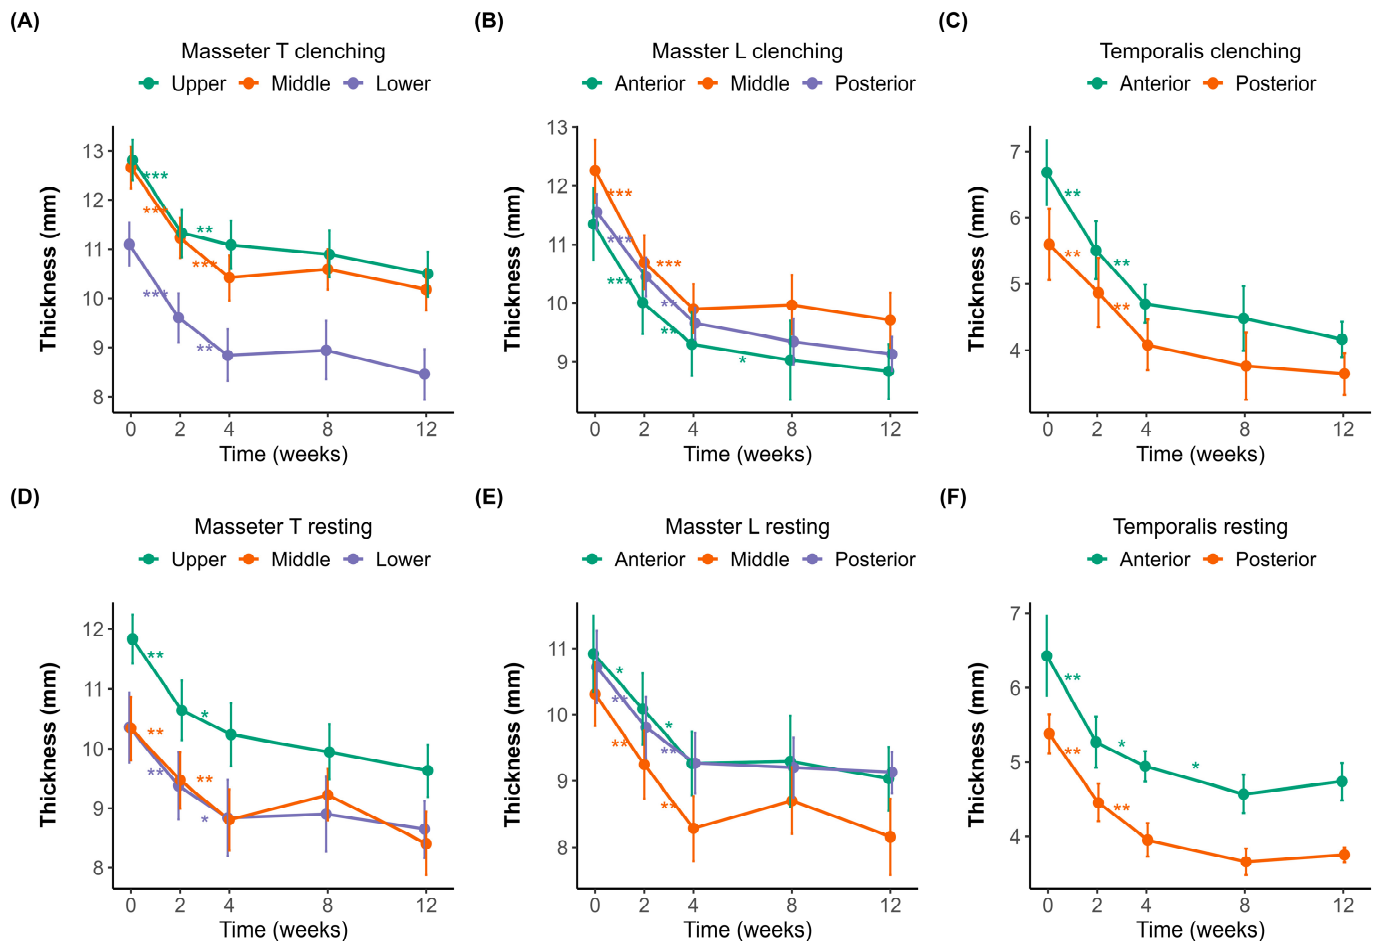 (A)
Masseter T clenching
Upper Middle Lower
Thickness (mm)
13
12
11
10
9
8
***
***
***
**
***
**
0 2 4 8 12
Time (weeks)
(B)
Masster L clenching
Anterior Middle Posterior
Thickness (mm)
13
12
11
10
9
***
***
***
***
**
**
*
0 2 4 8 12
Time (weeks)
(C)
Temporalis clenching
Anterior Posterior
Thickness (mm)
7
6
5
4
**
**
**
**
0 2 4 8 12
Time (weeks)
(D)
Masseter T resting
Upper Middle Lower
Thickness (mm)
12
11
10
9
8
**
*
**
**
**
*
0 2 4 8 12
Time (weeks)
(E)
Masster L resting
Anterior Middle Posterior
Thickness (mm)
11
10
9
8
*
**
**
*
**
**
0 2 4 8 12
Time (weeks)
(F)
Temporalis resting
Anterior Posterior
Thickness (mm)
7
6
5
4
**
**
*
**
*
0 2 4 8 12
Time (weeks)